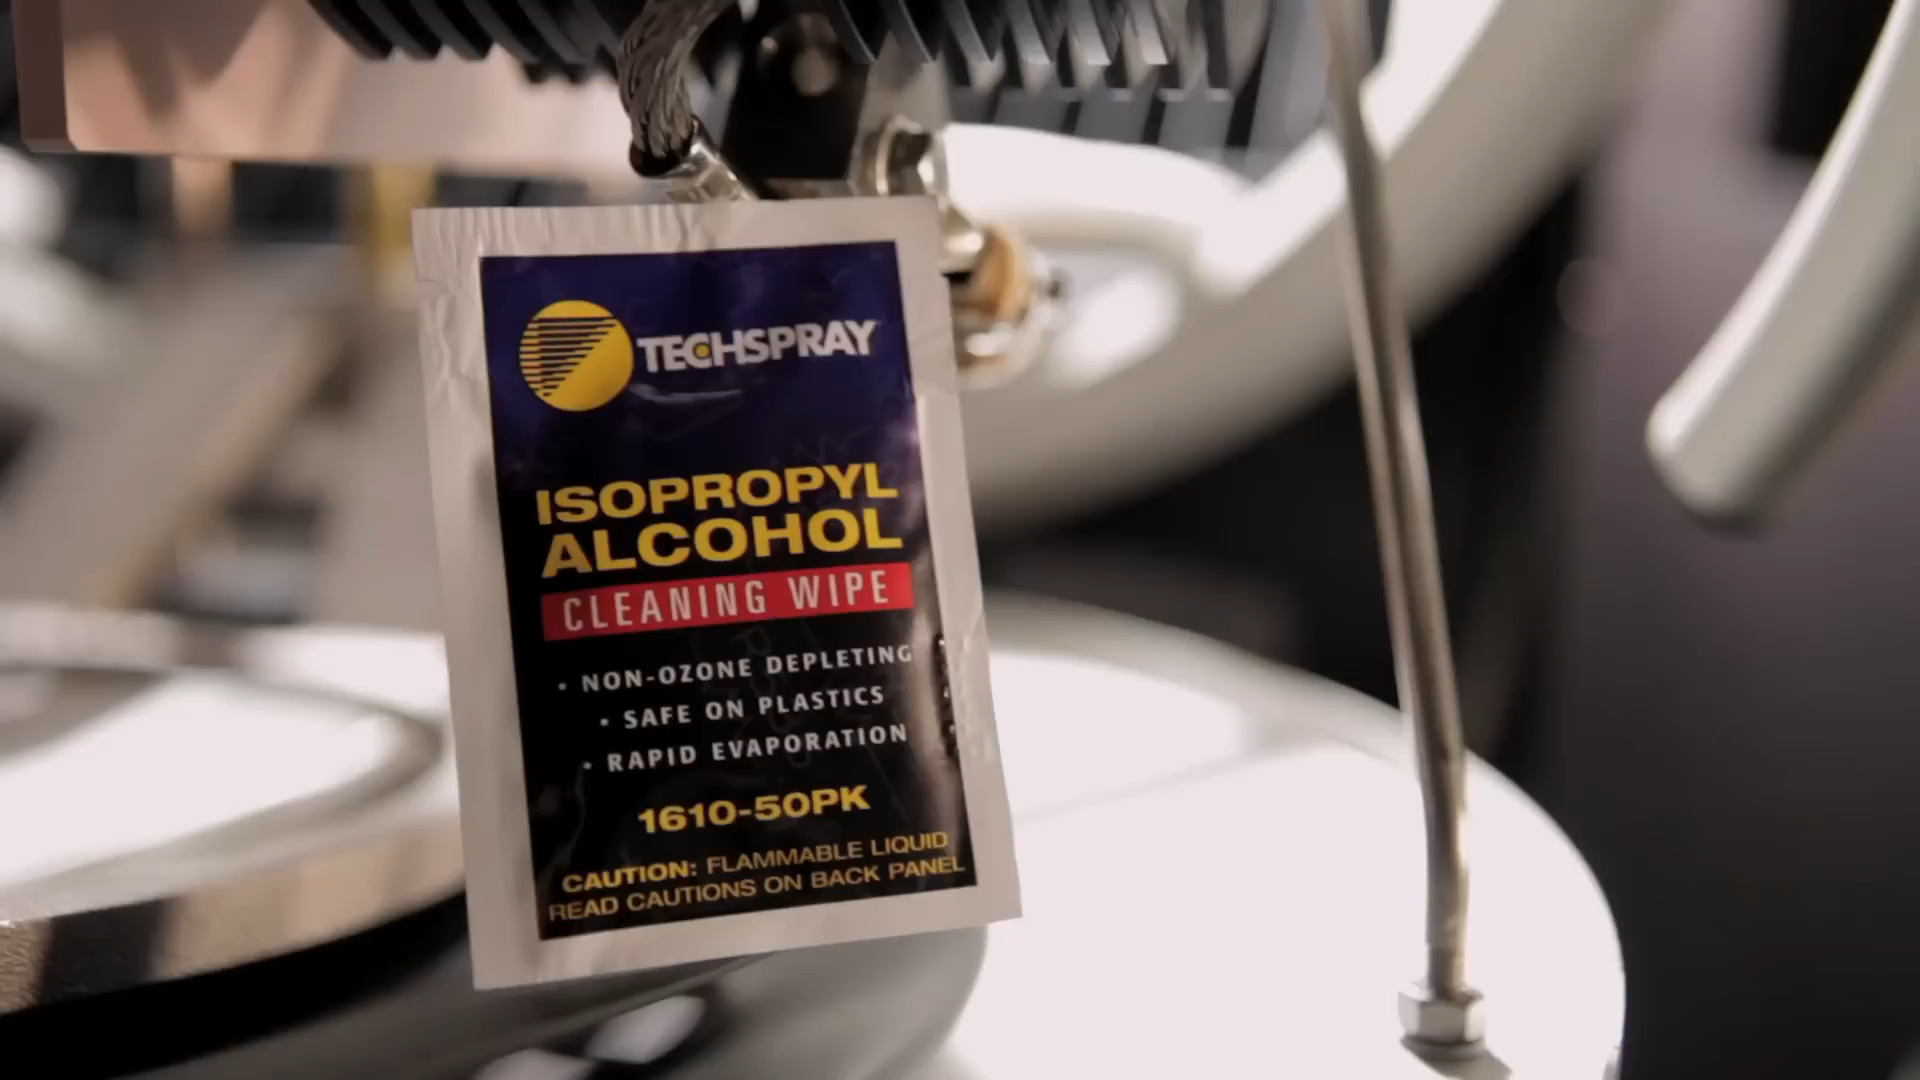 TECHSPRAY
ISOPROPYL
ALCOHOL
CLEANING WIPE
• NON-OZONE DEPLETING
• SAFE ON PLASTICS
• RAPID EVAPORATION
1610-50PK
CAUTION: FLAMMABLE LIQUID
READ CAUTIONS ON BACK PANEL